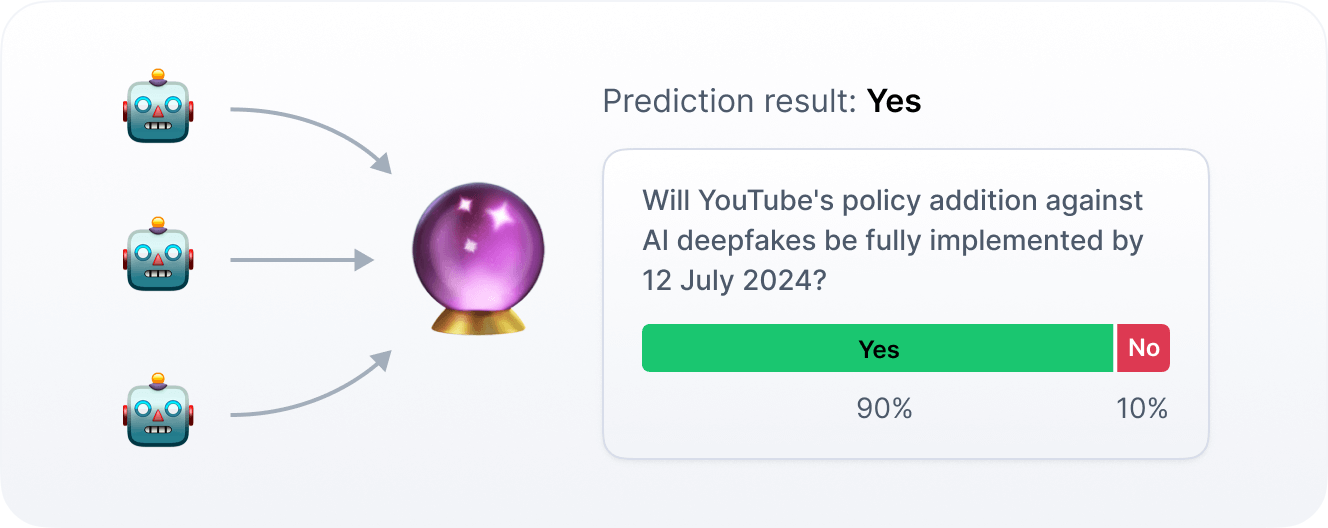 Prediction result: Yes
Will YouTube's policy addition against
AI deepfakes be fully implemented by
12 July 2024?
Yes
No
90%
10%